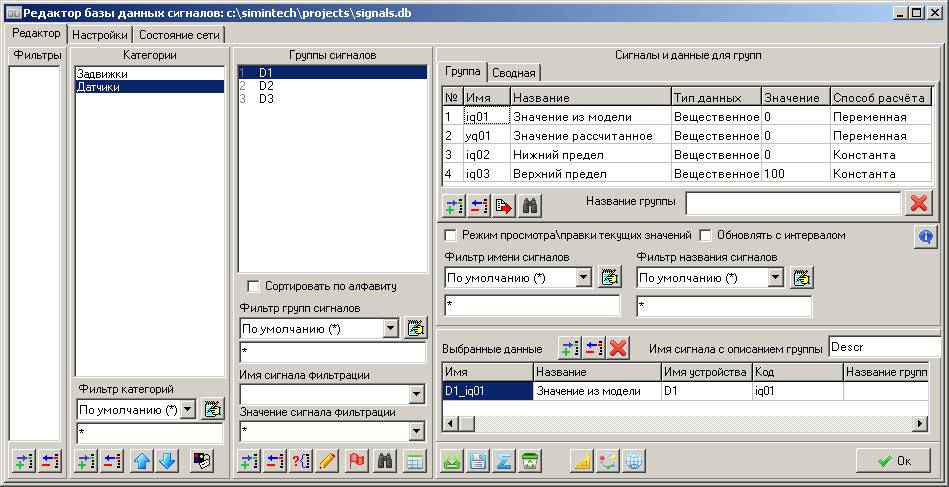 Редактор базы данных сигналов: c:\simintech\projects\signals.db
Редактор Настройки Состояние сети
Фильтры
Категории
Задвижки
Датчики
Фильтр категорий
По умолчанию (*)
*
Группы сигналов
1 D1
2 D2
3 D3
Сортировать по алфавиту
Фильтр групп сигналов
По умолчанию (*)
*
Имя сигнала фильтрации
Значение сигнала фильтрации
*
Сигналы и данные для групп
Группа Сводная
№ Имя Название Тип данных Значение Способ расчёта
1 iq01 Значение из модели Вещественное 0 Переменная
2 yq01 Значение рассчитанное Вещественное 0 Переменная
3 iq02 Нижний предел Вещественное 0 Константа
4 iq03 Верхний предел Вещественное 100 Константа
Название группы
Режим просмотра\правки текущих значений Обновлять с интервалом
Фильтр имени сигналов Фильтр названия сигналов
По умолчанию (*) По умолчанию (*)
* *
Выбранные данные Имя сигнала с описанием группы Descr
Имя Название Имя устройства Код Название групп
D1_iq01 Значение из модели D1 iq01
Ок